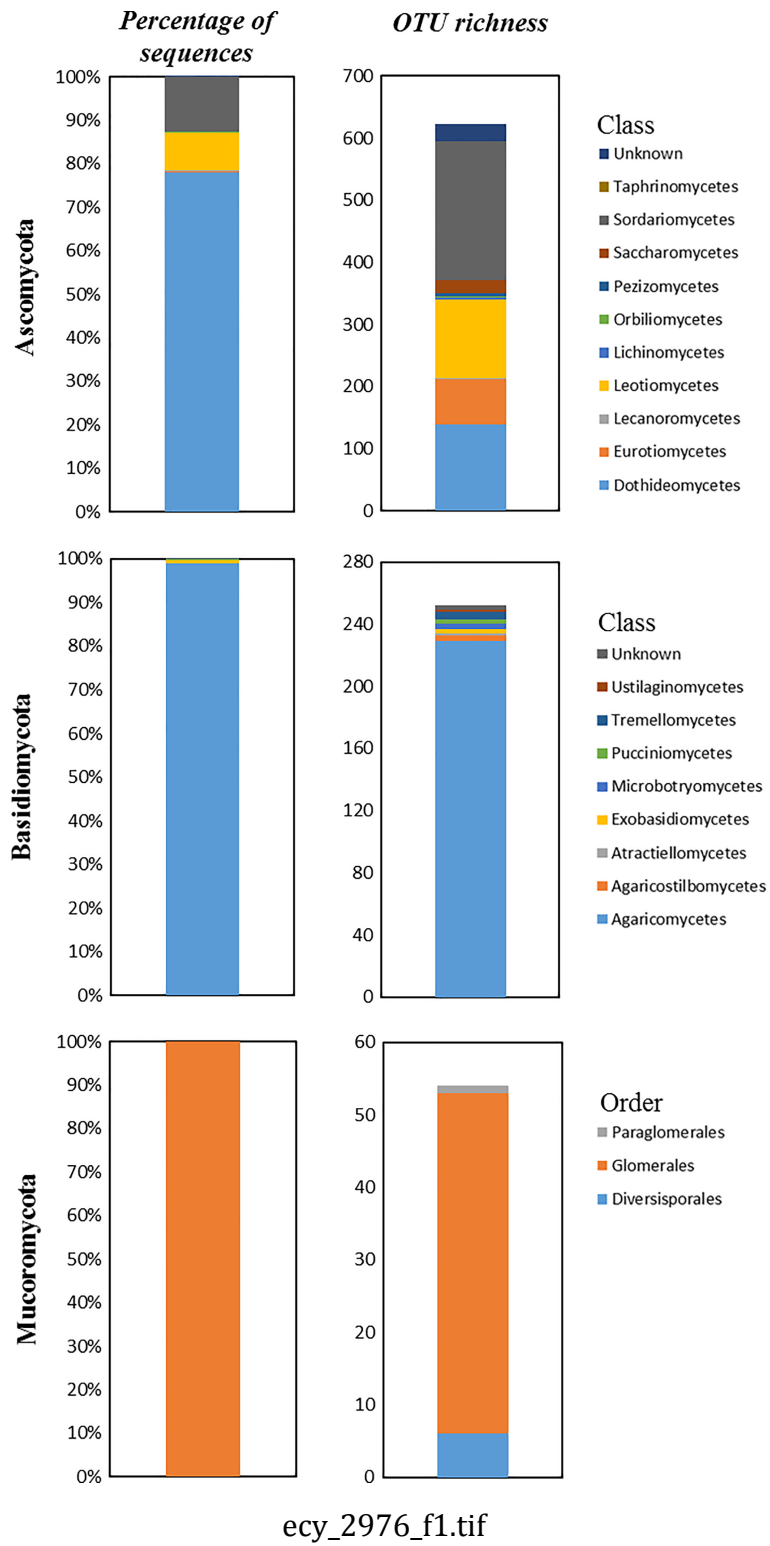 Percentage of
sequences
OTU richness
Ascomycota
100%
90%
80%
70%
60%
50%
40%
30%
20%
10%
0%
700
600
500
400
300
200
100
0
Class
Unknown
Taphrinomycetes
Sordariomycetes
Saccharomycetes
Pezizomycetes
Orbiliomycetes
Lichinomycetes
Leotiomycetes
Lecanoromycetes
Eurotiomycetes
Dothideomycetes
Basidiomycota
100%
90%
80%
70%
60%
50%
40%
30%
20%
10%
0%
280
240
200
160
120
80
40
0
Class
Unknown
Ustilaginomycetes
Tremellomycetes
Pucciniomycetes
Microbotryomycetes
Exobasidiomycetes
Atractiellomycetes
Agaricostilbomycetes
Agaricomycetes
Mucoromycota
100%
90%
80%
70%
60%
50%
40%
30%
20%
10%
0%
60
50
40
30
20
10
0
Order
Paraglomerales
Glomerales
Diversisporales
ecy_2976_f1.tif